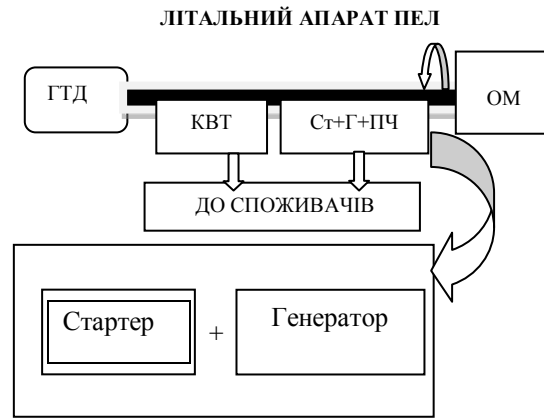 ЛІТАЛЬНИЙ АПАРАТ ПЕЛ
ГТД
ОМ
КВТ
Ст+Г+ПЧ
ДО СПОЖИВАЧІВ
Стартер
+
Генератор